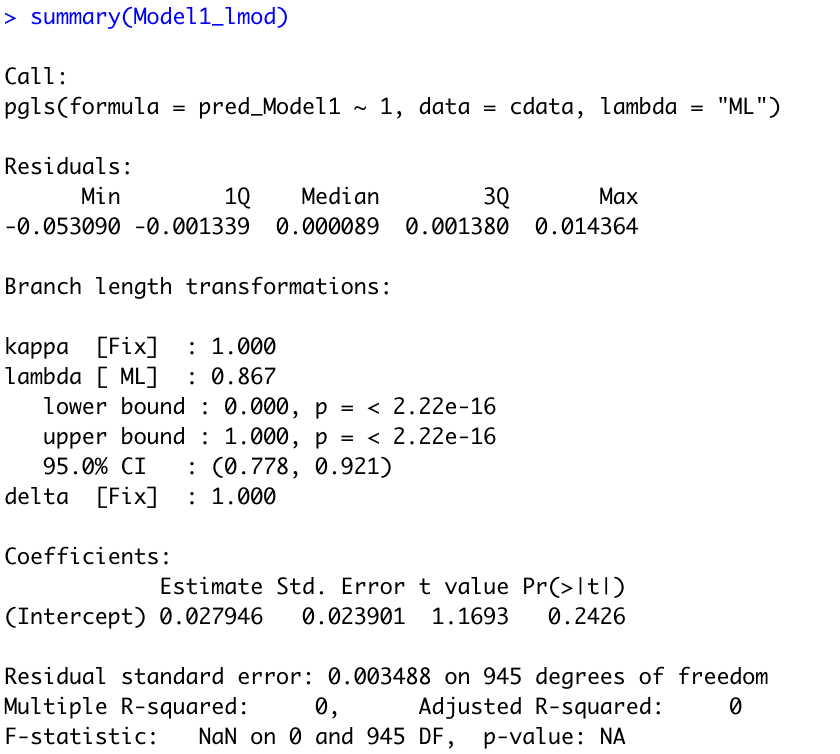 > summary(Model1_lmod)
Call:
pgls(formula = pred_Model1 ~ 1, data = cdata, lambda = "ML")
Residuals:
      Min        1Q    Median        3Q       Max
-0.053090 -0.001339  0.000089  0.001380  0.014364
Branch length transformations:
kappa  [Fix]  : 1.000
lambda [ ML]  : 0.867
   lower bound : 0.000, p = < 2.22e-16
   upper bound : 1.000, p = < 2.22e-16
   95.0% CI   : (0.778, 0.921)
delta  [Fix]  : 1.000
Coefficients:
            Estimate Std. Error t value Pr(>|t|)
(Intercept) 0.027946   0.023901  1.1693   0.2426
Residual standard error: 0.003488 on 945 degrees of freedom
Multiple R-squared:     0,	Adjusted R-squared:     0
F-statistic:   NaN on 0 and 945 DF,  p-value: NA